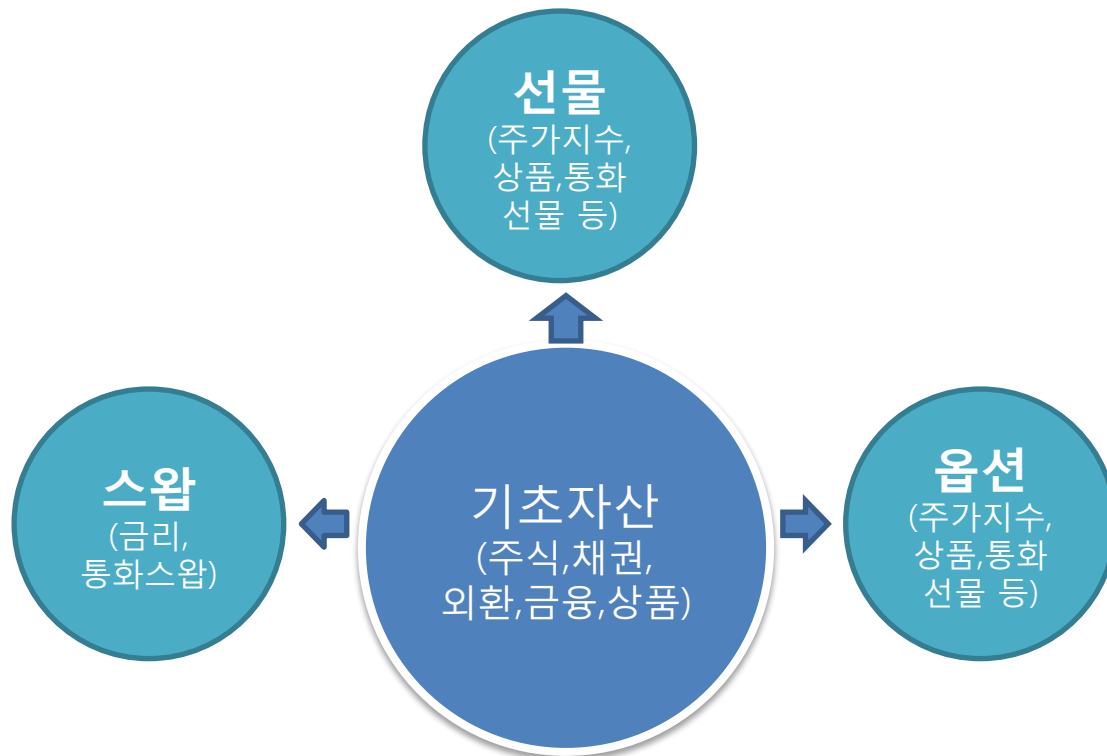 선물
(주가지수,
상품,통화
선물 등)
스왑
(금리,
통화스왑)
기초자산
(주식,채권,
외환,금융,상품)
옵션
(주가지수,
상품,통화
선물 등)